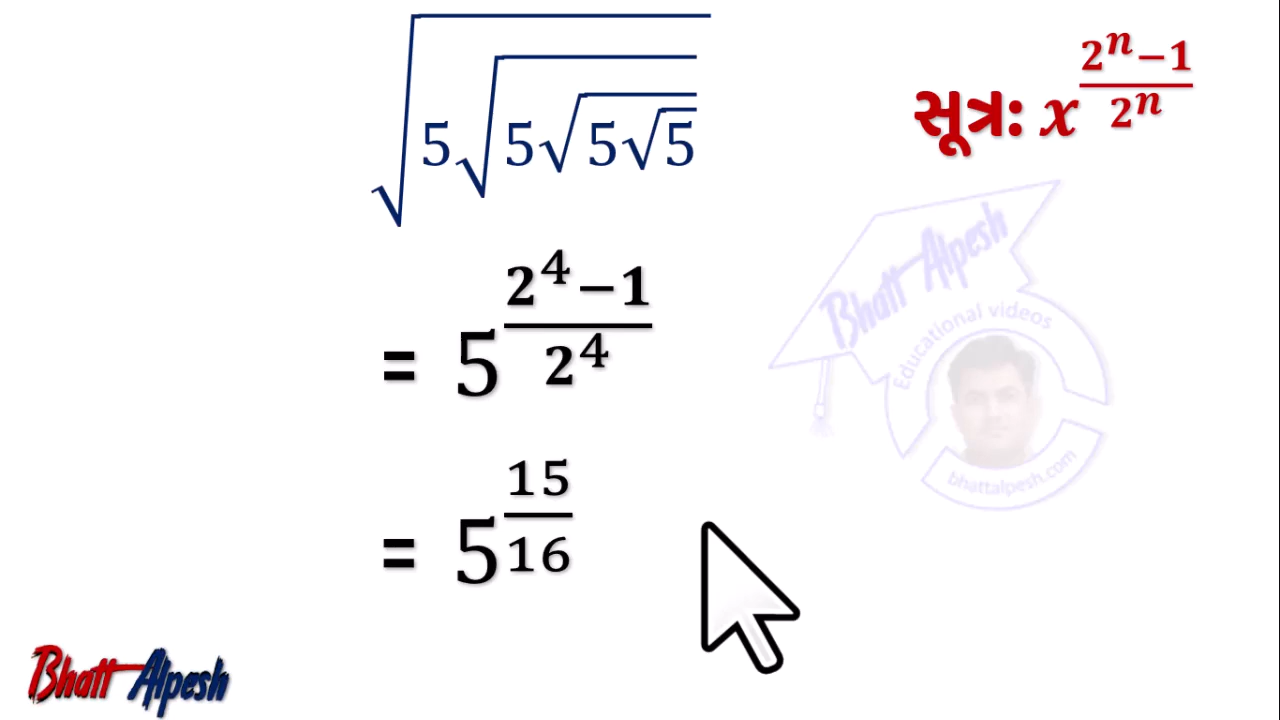 √5√5√5√5
સૂત્ર: x^((2^n−1)/(2^n))
= 5^((2^4−1)/(2^4))
= 5^(15/16)
Bhatt Alpesh
Educational videos
bhattalpesh.com
Bhatt Alpesh